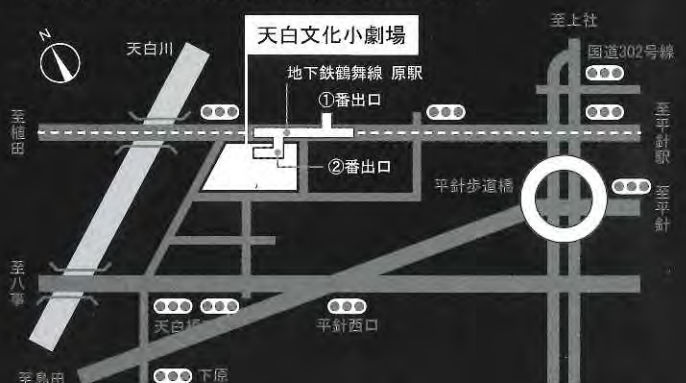 至上社
N
天白川
天白文化小劇場
国道302号線
地下鉄鶴舞線 原駅
①番出口
至植田
至平針駅
②番出口
平針歩道橋
至平針
至八事
平針西口
至島田
下原